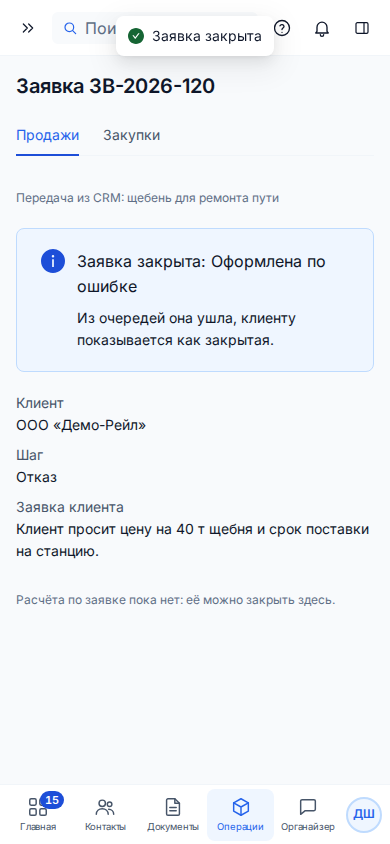 Пои
Заявка закрыта
Заявка ЗВ-2026-120
Продажи
Закупки
Передача из CRM: щебень для ремонта пути
Заявка закрыта: Оформлена по
ошибке
Из очередей она ушла, клиенту
показывается как закрытая.
Клиент
ООО «Демо-Рейл»
Шаг
Отказ
Заявка клиента
Клиент просит цену на 40 т щебня и срок поставки
на станцию.
Расчёта по заявке пока нет: её можно закрыть здесь.
15
Главная
Контакты
Документы
Операции
Органайзер
ДШ